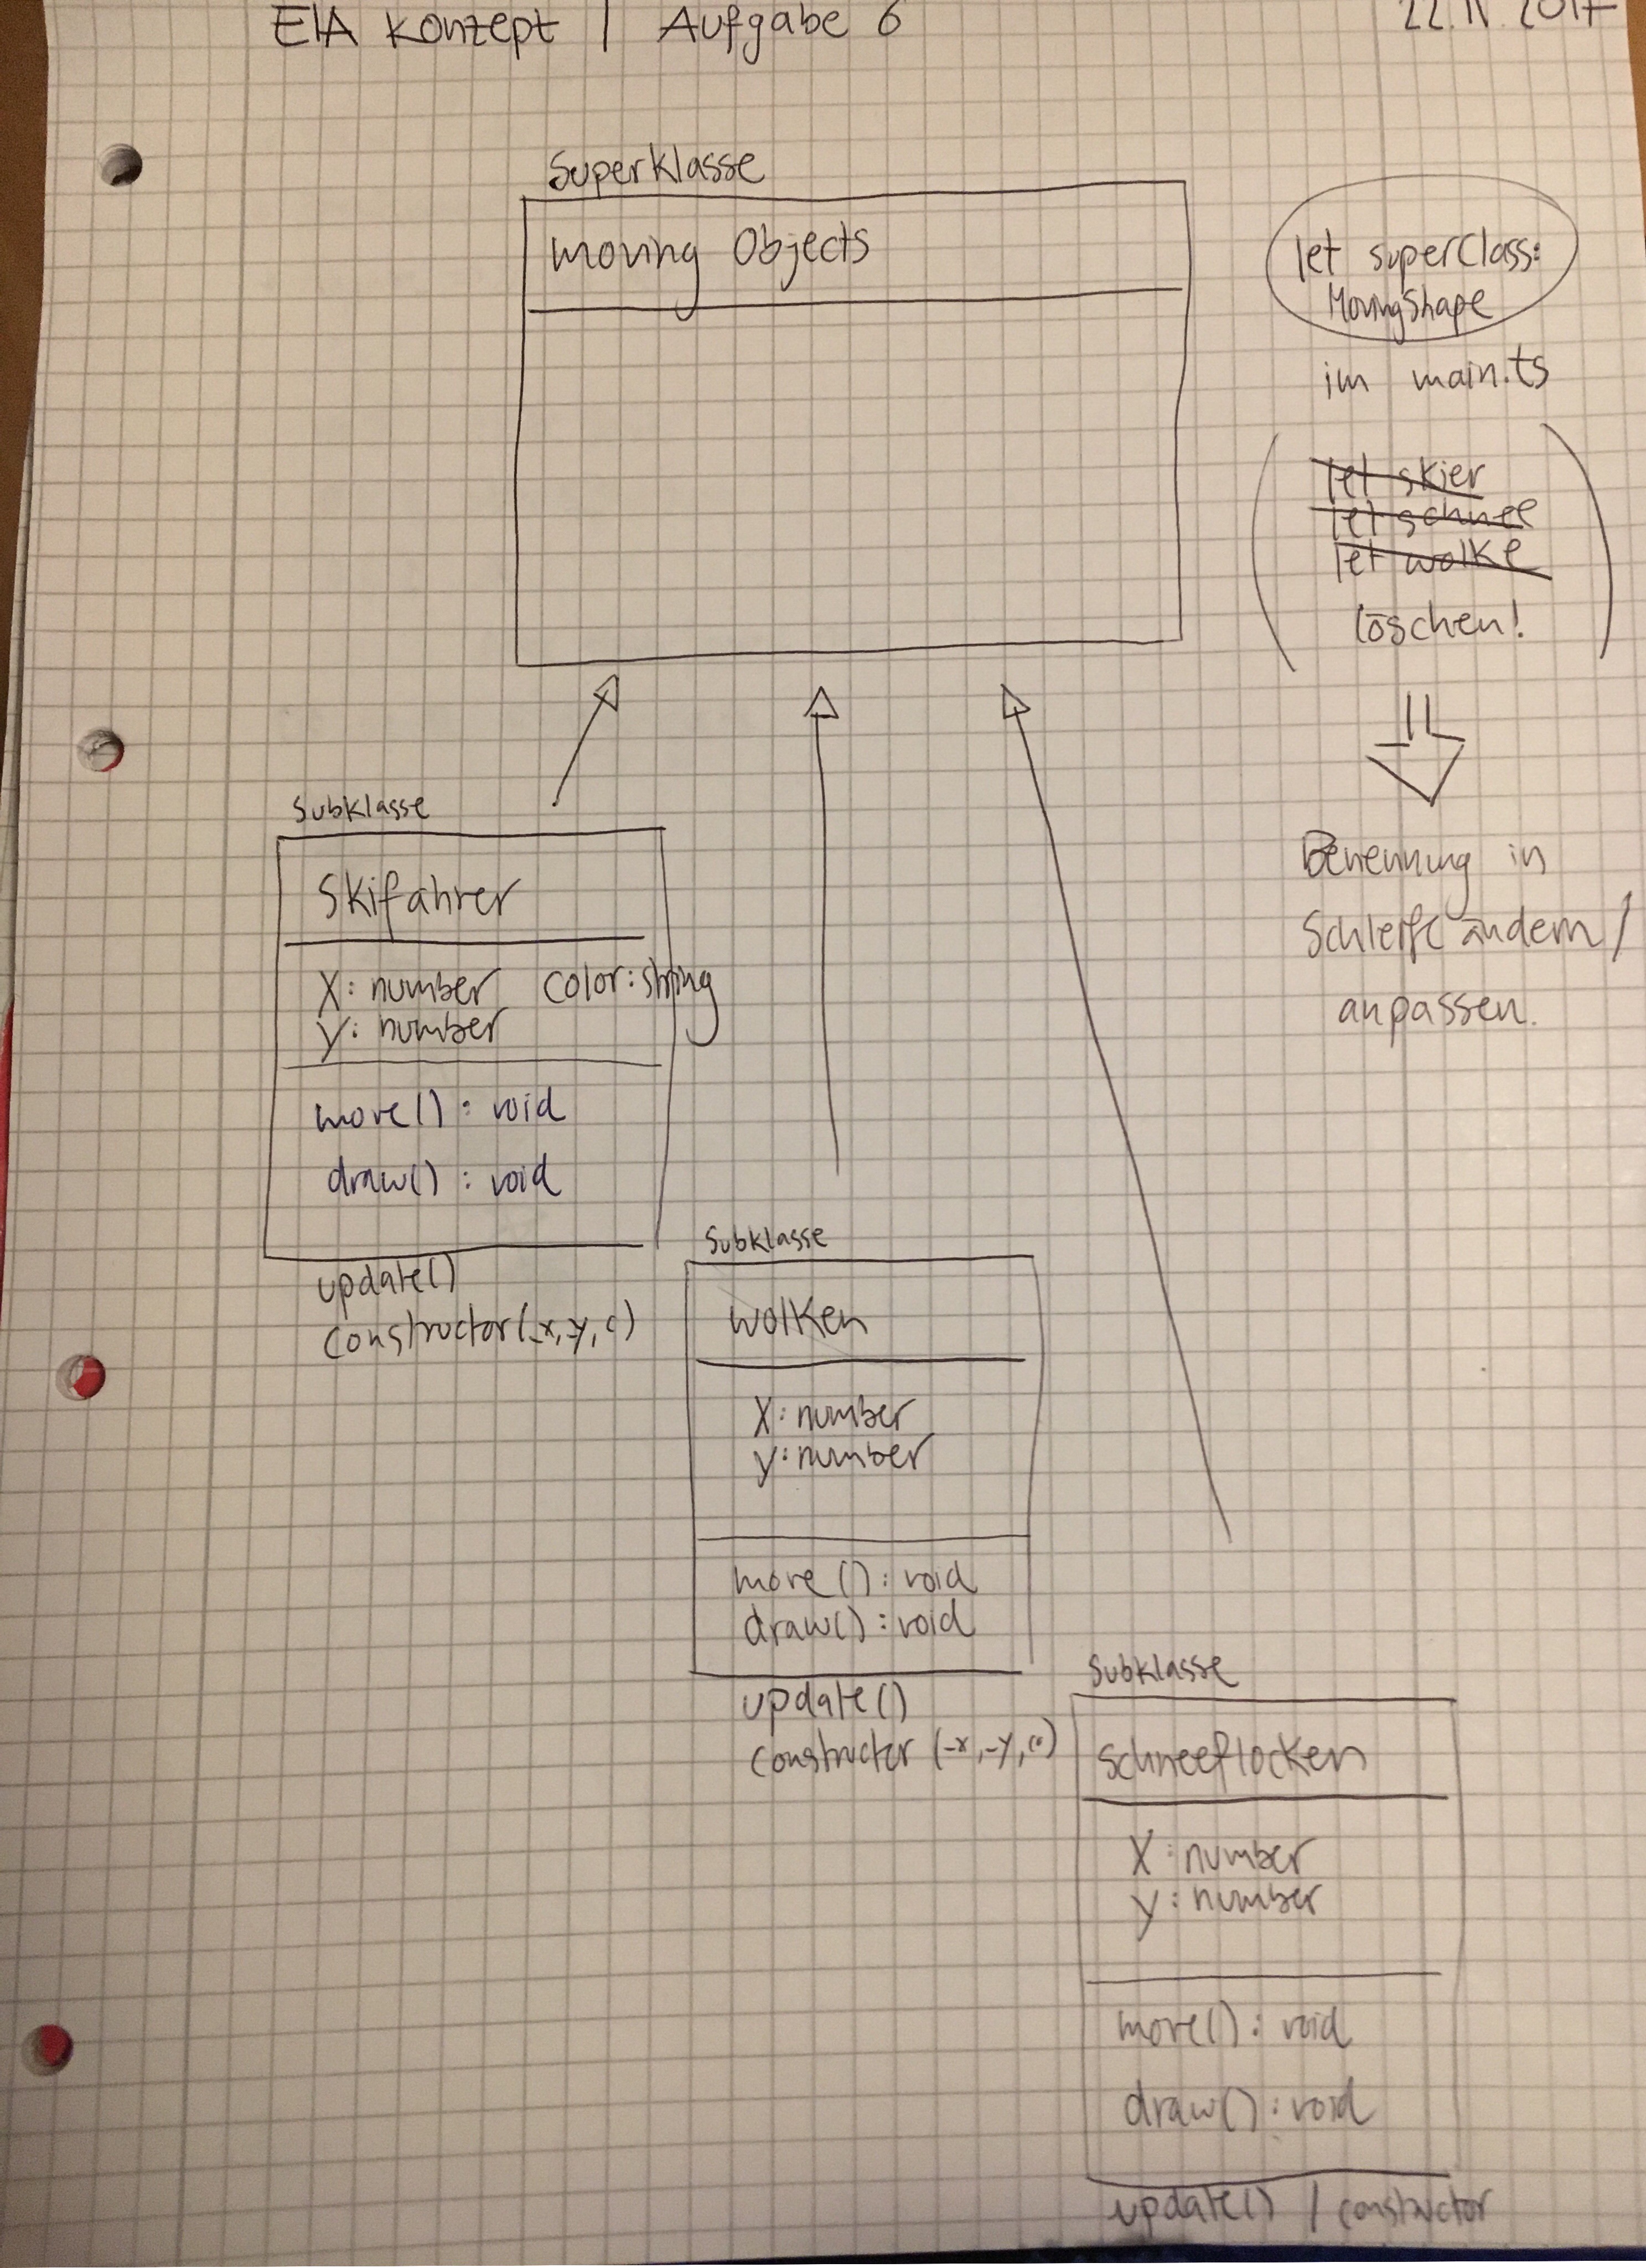 EIA Konzept | Aufgabe 6
22.11.2017
Superklasse
moving Objects
let superClass:
MovingShape
im main.ts
let skier
let schnee
let wolke
löschen!
Benennung in
Schleife ändern /
anpassen.
Subklasse
Skifahrer
X: number color: string
y: number
move() : void
draw() : void
update()
constructor(_x, _y, c)
Subklasse
Wolken
X: number
y: number
move () : void
draw() : void
update()
constructor (_x, _y, c)
Subklasse
Schneeflocken
X : number
y : number
move() : void
draw() : void
update() / constructor